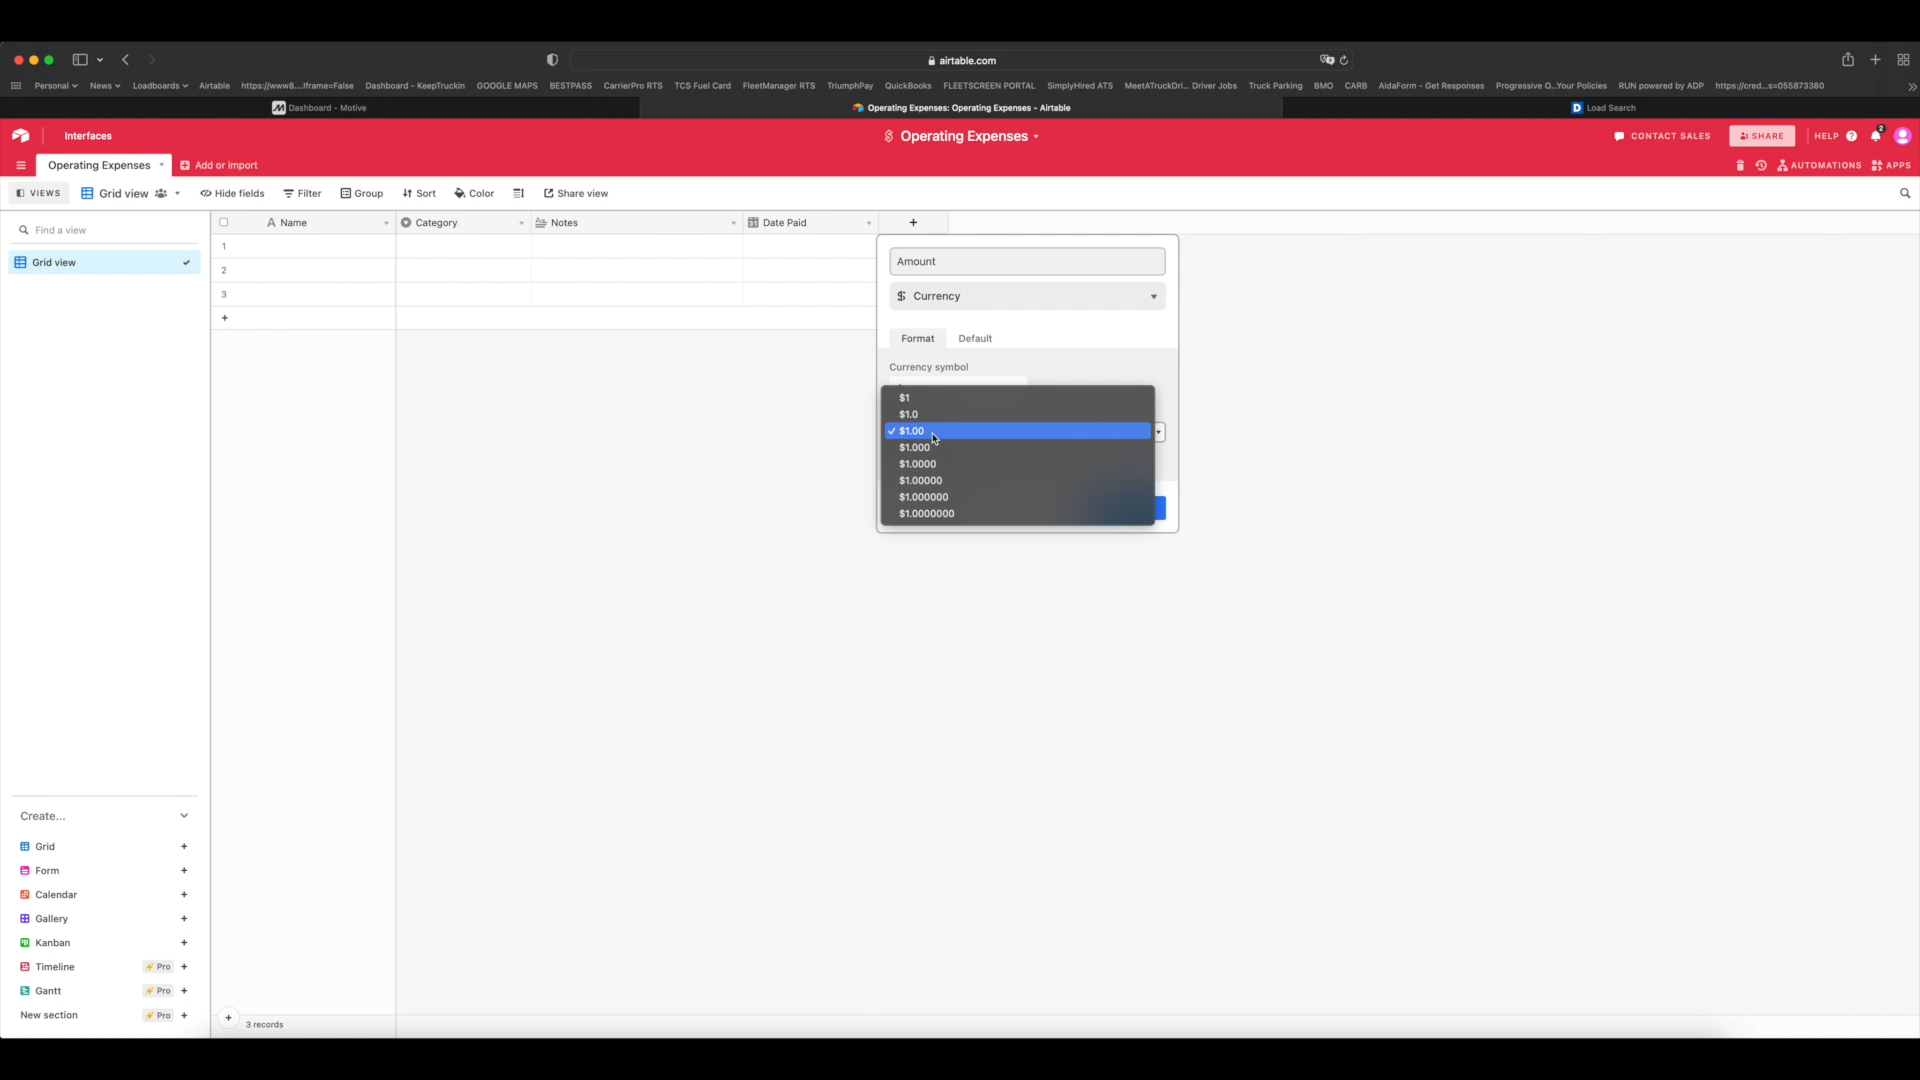 airtable.com
Personal News Loadboards Airtable https://www8....Iframe=False Dashboard - KeepTruckin GOOGLE MAPS BESTPASS CarrierPro RTS TCS Fuel Card FleetManager RTS TriumphPay QuickBooks FLEETSCREEN PORTAL SimplyHired ATS MeetATruckDri... Driver Jobs Truck Parking BMO CARB AidaForm - Get Responses Progressive O...Your Policies RUN powered by ADP https://cred...s=055873380
Dashboard - Motive
Operating Expenses: Operating Expenses - Airtable
D Load Search
Interfaces
Operating Expenses
CONTACT SALES SHARE HELP ? 2
Operating Expenses Add or import
AUTOMATIONS APPS
VIEWS Grid view Hide fields Filter Group Sort Color Share view
Find a view
Grid view
A Name Category Notes Date Paid +
1
2
3
+
Amount
$ Currency
Format Default
Currency symbol
$1
$1.0
$1.00
$1.000
$1.0000
$1.00000
$1.000000
$1.0000000
Create...
Grid +
Form +
Calendar +
Gallery +
Kanban +
Timeline Pro +
Gantt Pro +
New section Pro +
+ 3 records